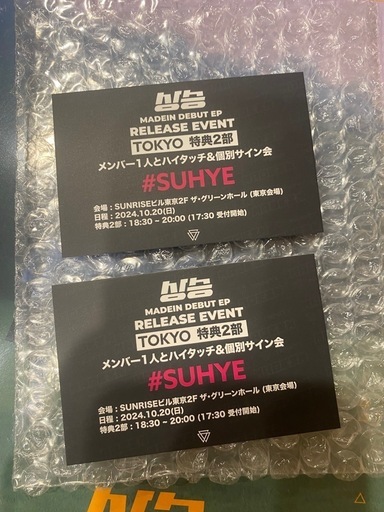 상승
MADEIN DEBUT EP
RELEASE EVENT
TOKYO 特典2部
メンバー1人とハイタッチ&個別サイン会
#SUHYE
会場：SUNRISEビル東京2F ザ・グリーンホール (東京会場)
日程：2024.10.20(日)
特典2部：18:30 ~ 20:00 (17:30 受付開始)
상승
MADEIN DEBUT EP
RELEASE EVENT
TOKYO 特典2部
メンバー1人とハイタッチ&個別サイン会
#SUHYE
会場：SUNRISEビル東京2F ザ・グリーンホール (東京会場)
日程：2024.10.20(日)
特典2部：18:30 ~ 20:00 (17:30 受付開始)